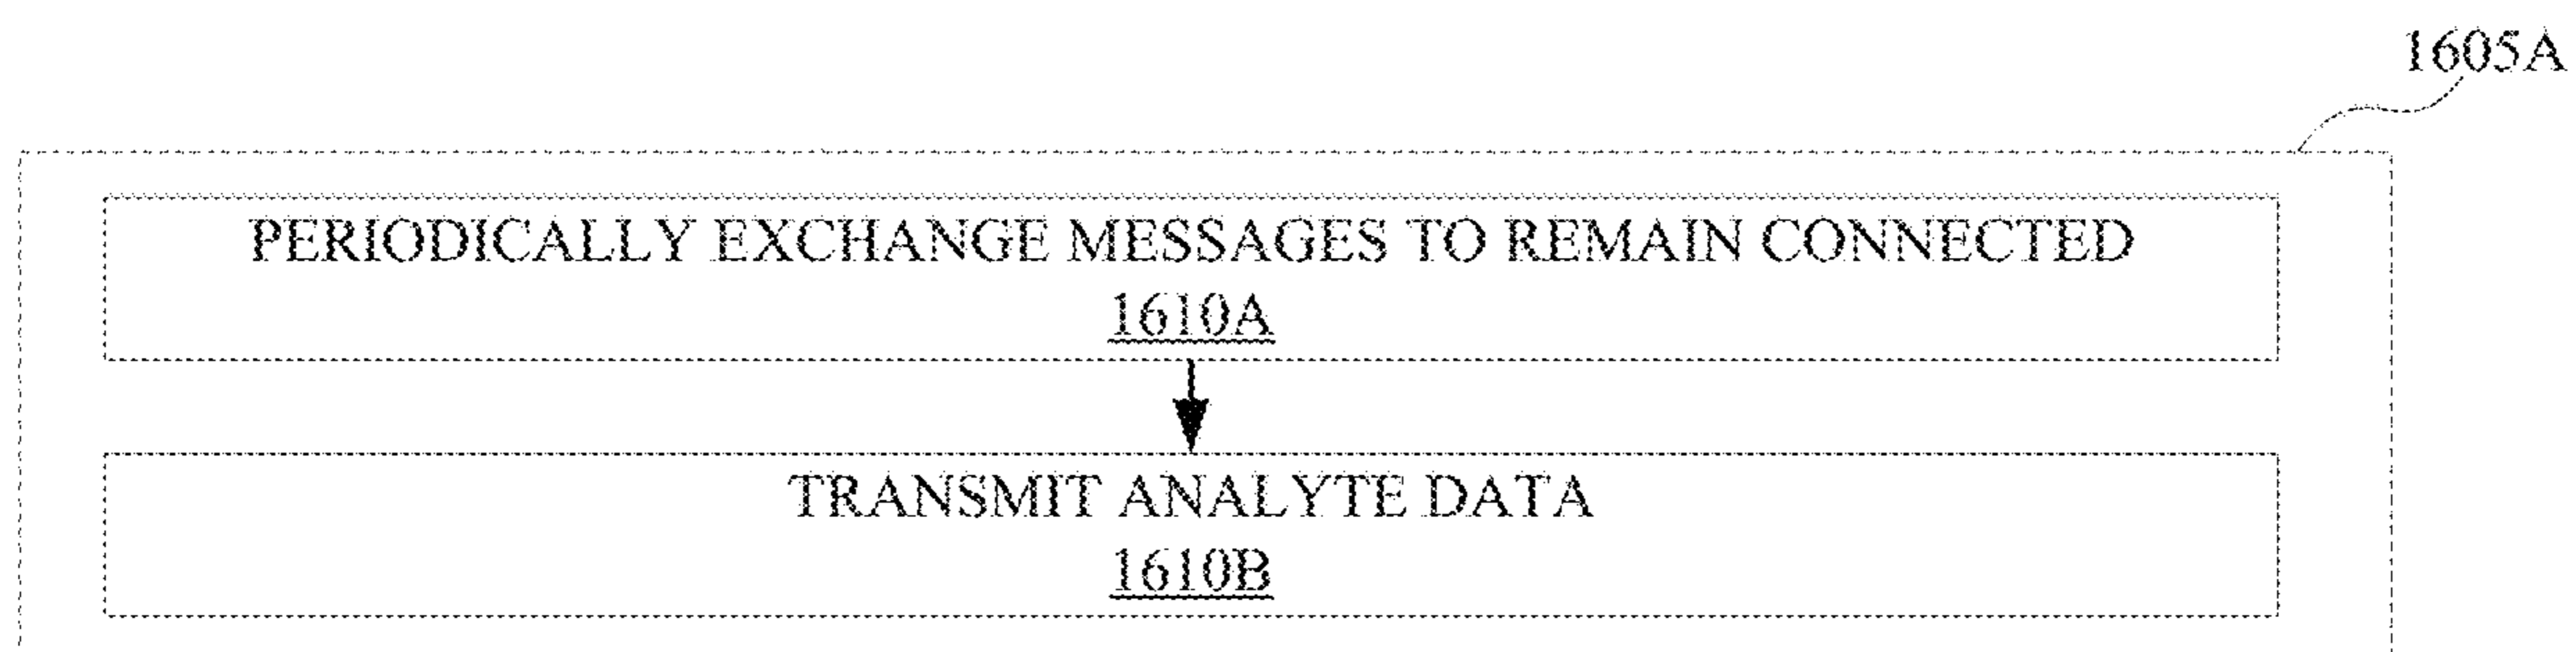 1605A
PERIODICALLY EXCHANGE MESSAGES TO REMAIN CONNECTED
1610A
TRANSMIT ANALYTE DATA
1610B